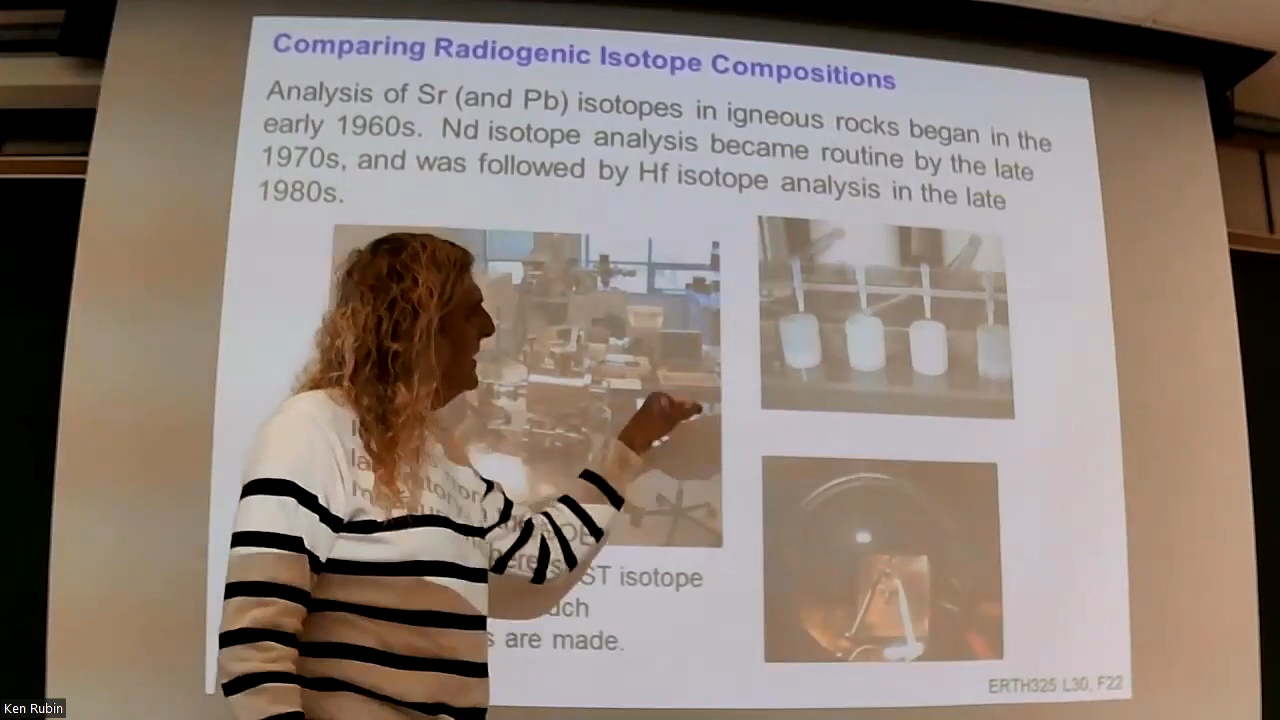 Comparing Radiogenic Isotope Compositions
Analysis of Sr (and Pb) isotopes in igneous rocks began in the
early 1960s. Nd isotope analysis became routine by the late
1970s, and was followed by Hf isotope analysis in the late
1980s.
ST isotope
are made.
ERTH325 L30, F22
Ken Rubin